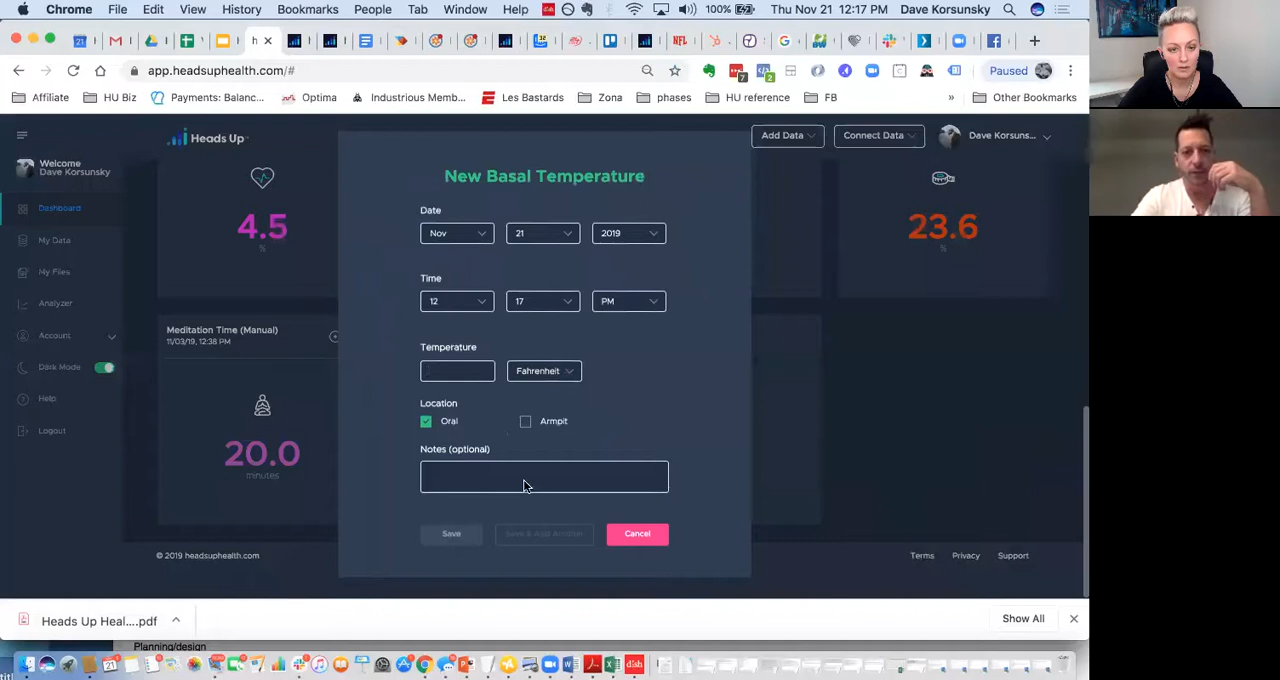 Chrome File Edit View History Bookmarks People Tab Window Help 100% Thu Nov 21 12:17 PM Dave Korsunsky
h
NFL
app.headsuphealth.com/#
Paused
Affiliate HU Biz Payments: Balanc... Optima Industrious Memb... Les Bastards Zona phases HU reference FB » Other Bookmarks
Heads Up
Add Data Connect Data Dave Korsuns...
Welcome
Dave Korsunsky
Dashboard
My Data
My Files
Analyzer
Account
Dark Mode
Help
Logout
4.5
%
23.6
%
Meditation Time (Manual)
11/03/19, 12:38 PM
20.0
minutes
New Basal Temperature
Date
Nov 21 2019
Time
12 17 PM
Temperature
Fahrenheit
Location
Oral Armpit
Notes (optional)
Save Save & Add Another Cancel
© 2019 headsuphealth.com
Terms Privacy Support
Heads Up Heal....pdf
Show All
Planning/design
dish